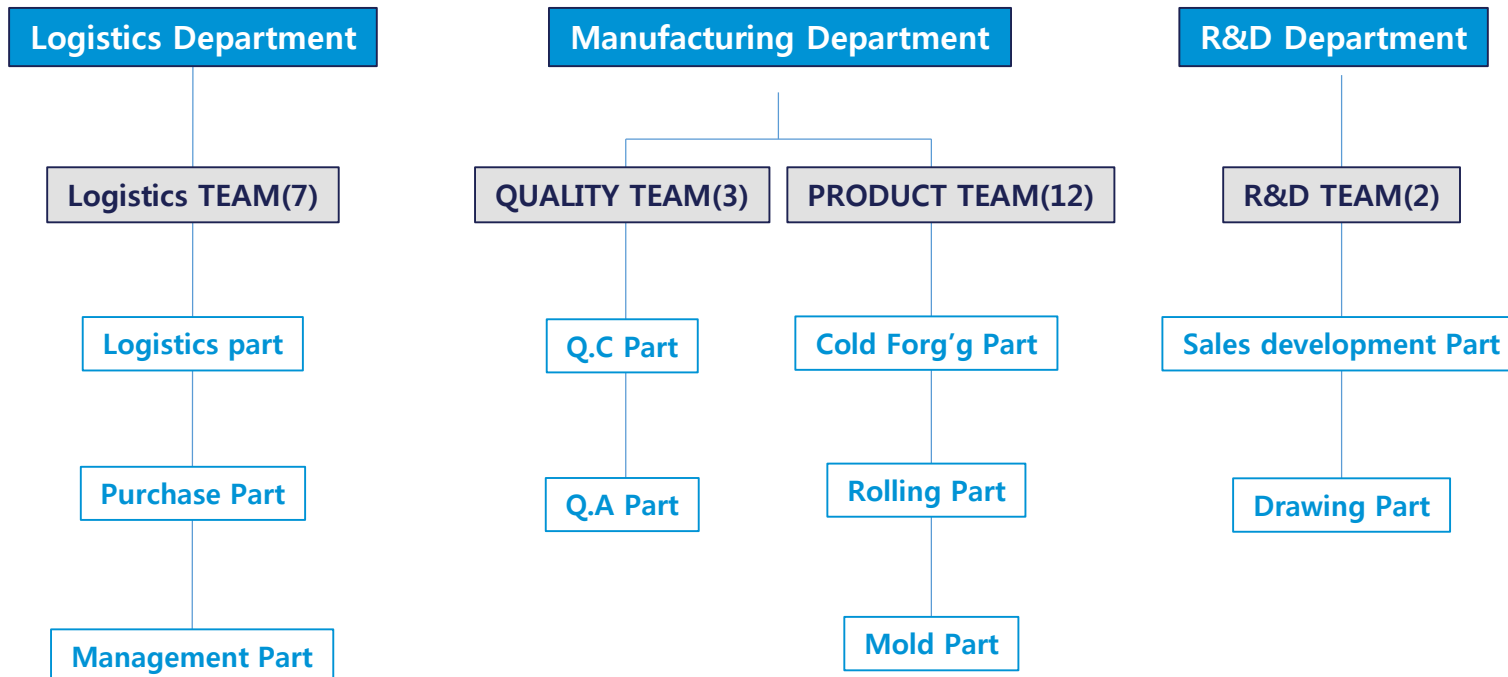 Logistics Department
Manufacturing Department
R&D Department
Logistics TEAM(7)
QUALITY TEAM(3)
PRODUCT TEAM(12)
R&D TEAM(2)
Logistics part
Q.C Part
Cold Forg’g Part
Sales development Part
Purchase Part
Q.A Part
Rolling Part
Drawing Part
Management Part
Mold Part